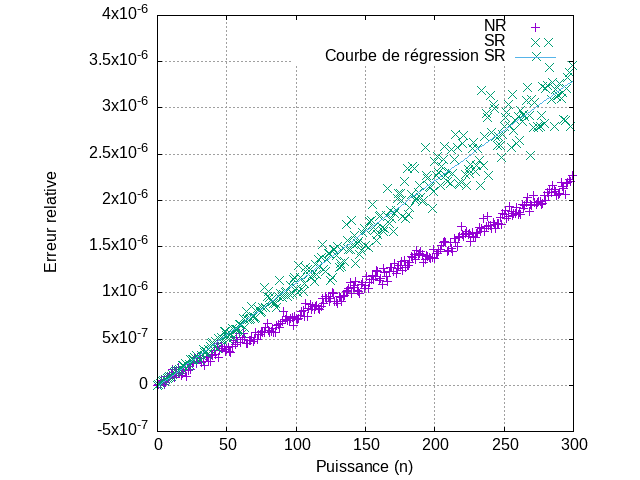 4x10-6
3.5x10-6
3x10-6
2.5x10-6
2x10-6
1.5x10-6
1x10-6
5x10-7
0
-5x10-7
0 50 100 150 200 250 300
Erreur relative
Puissance (n)
NR
SR
Courbe de régression SR